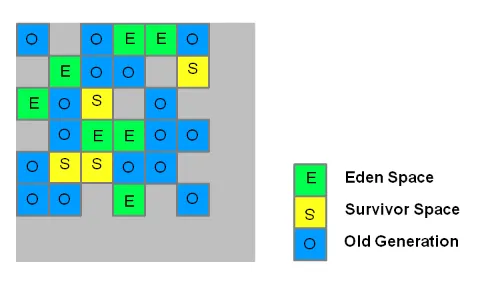 O O E E O
E O O S
E O S O
O E E O O
O S S O O
O O E O
E Eden Space
S Survivor Space
O Old Generation